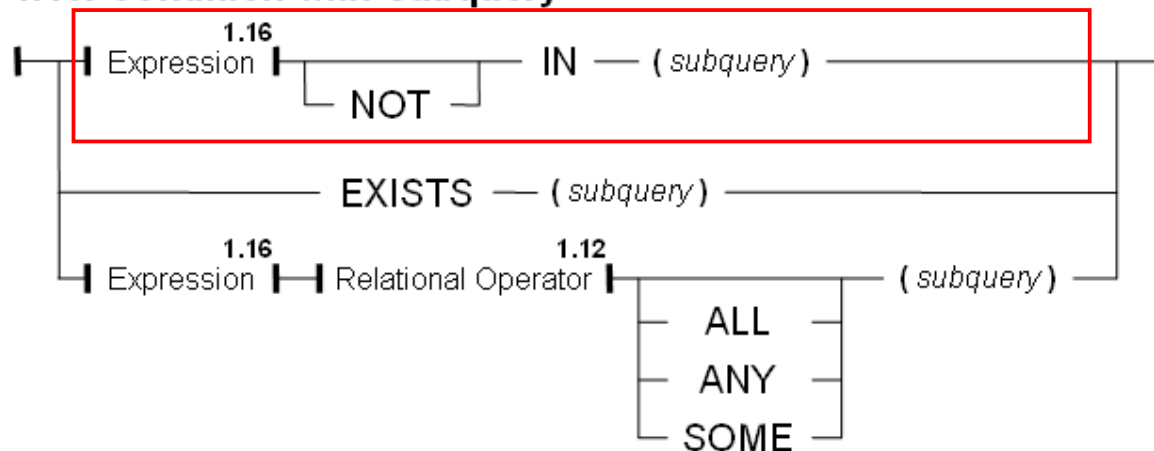 1.16
Expression IN ( subquery )
NOT
EXISTS ( subquery )
1.16 1.12
Expression Relational Operator ( subquery )
ALL
ANY
SOME